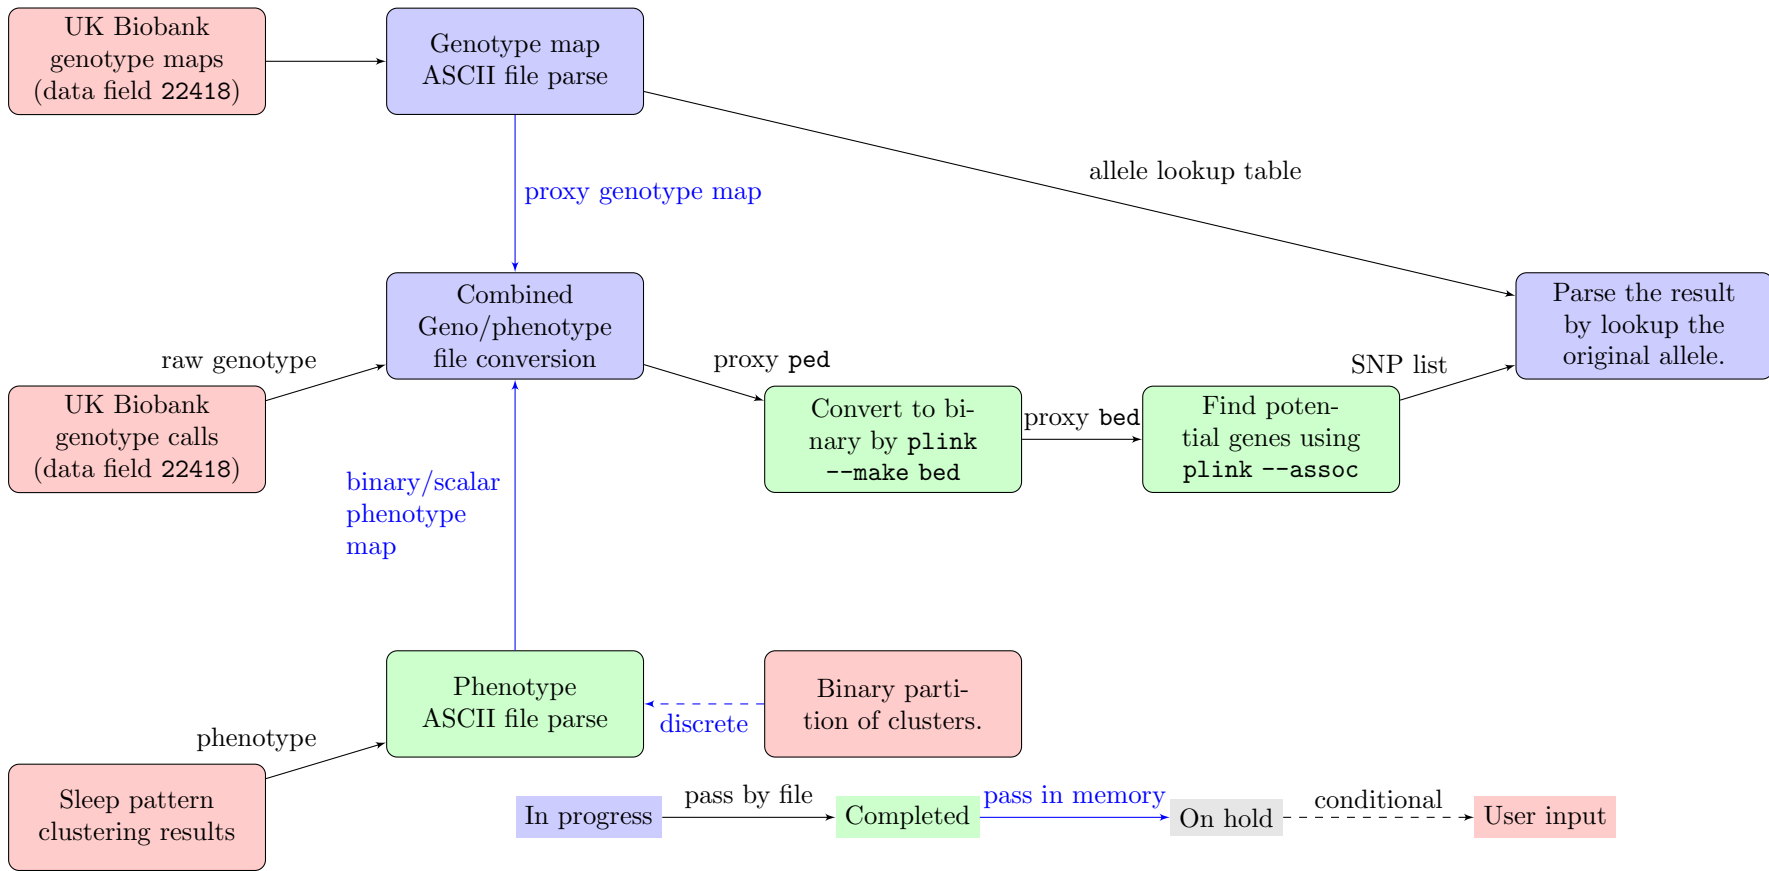 UK Biobank
genotype maps
(data field 22418)
Genotype map
ASCII file parse
allele lookup table
proxy genotype map
Combined
Geno/phenotype
file conversion
Parse the result
by lookup the
original allele.
raw genotype
proxy ped
SNP list
UK Biobank
genotype calls
(data field 22418)
Convert to bi-
nary by plink
--make bed
proxy bed
Find poten-
tial genes using
plink --assoc
binary/scalar
phenotype
map
Phenotype
ASCII file parse
discrete
Binary parti-
tion of clusters.
phenotype
Sleep pattern
clustering results
In progress
pass by file
Completed
pass in memory
On hold
conditional
User input